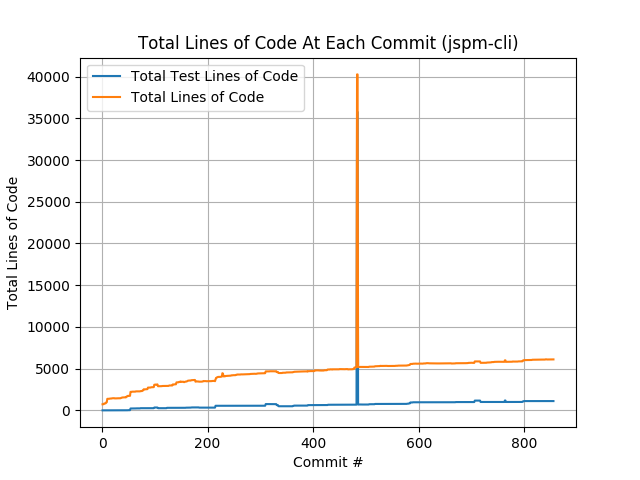 Total Lines of Code At Each Commit (jspm-cli)
Total Test Lines of Code
Total Lines of Code
Total Lines of Code
40000
35000
30000
25000
20000
15000
10000
5000
0
0 200 400 600 800
Commit #